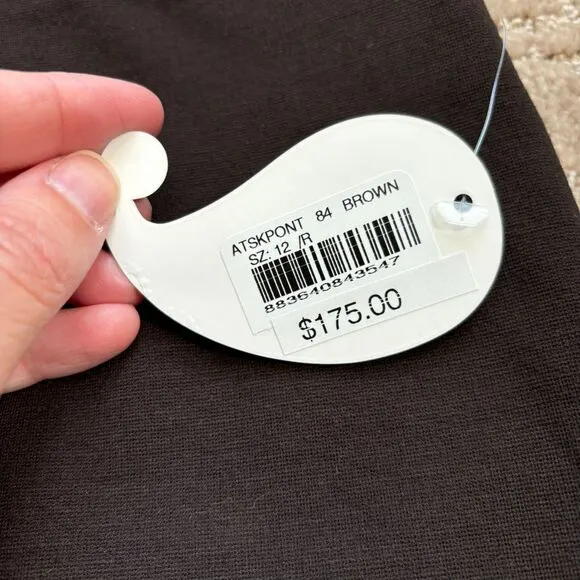 ATSKPONT 84 BROWN
SZ: 12 /R
883640843547
$175.00